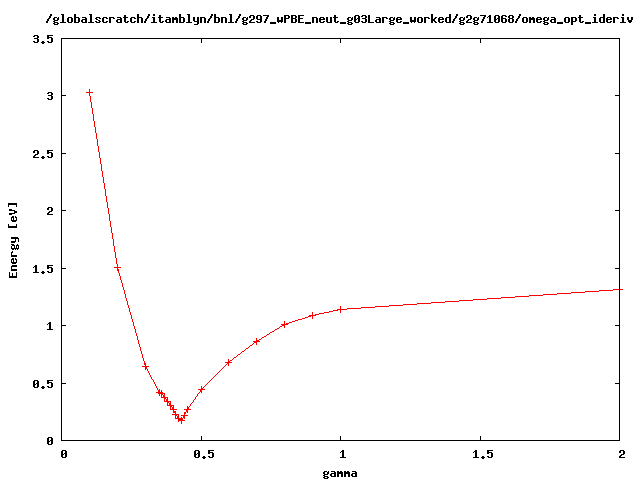 /globalscratch/itamblyn/bnl/g297_wPBE_neut_g03Large_worked/g2g71068/omega_opt_ideriv
3.5
3
2.5
2
1.5
1
0.5
0
Energy [eV]
0 0.5 1 1.5 2
gamma